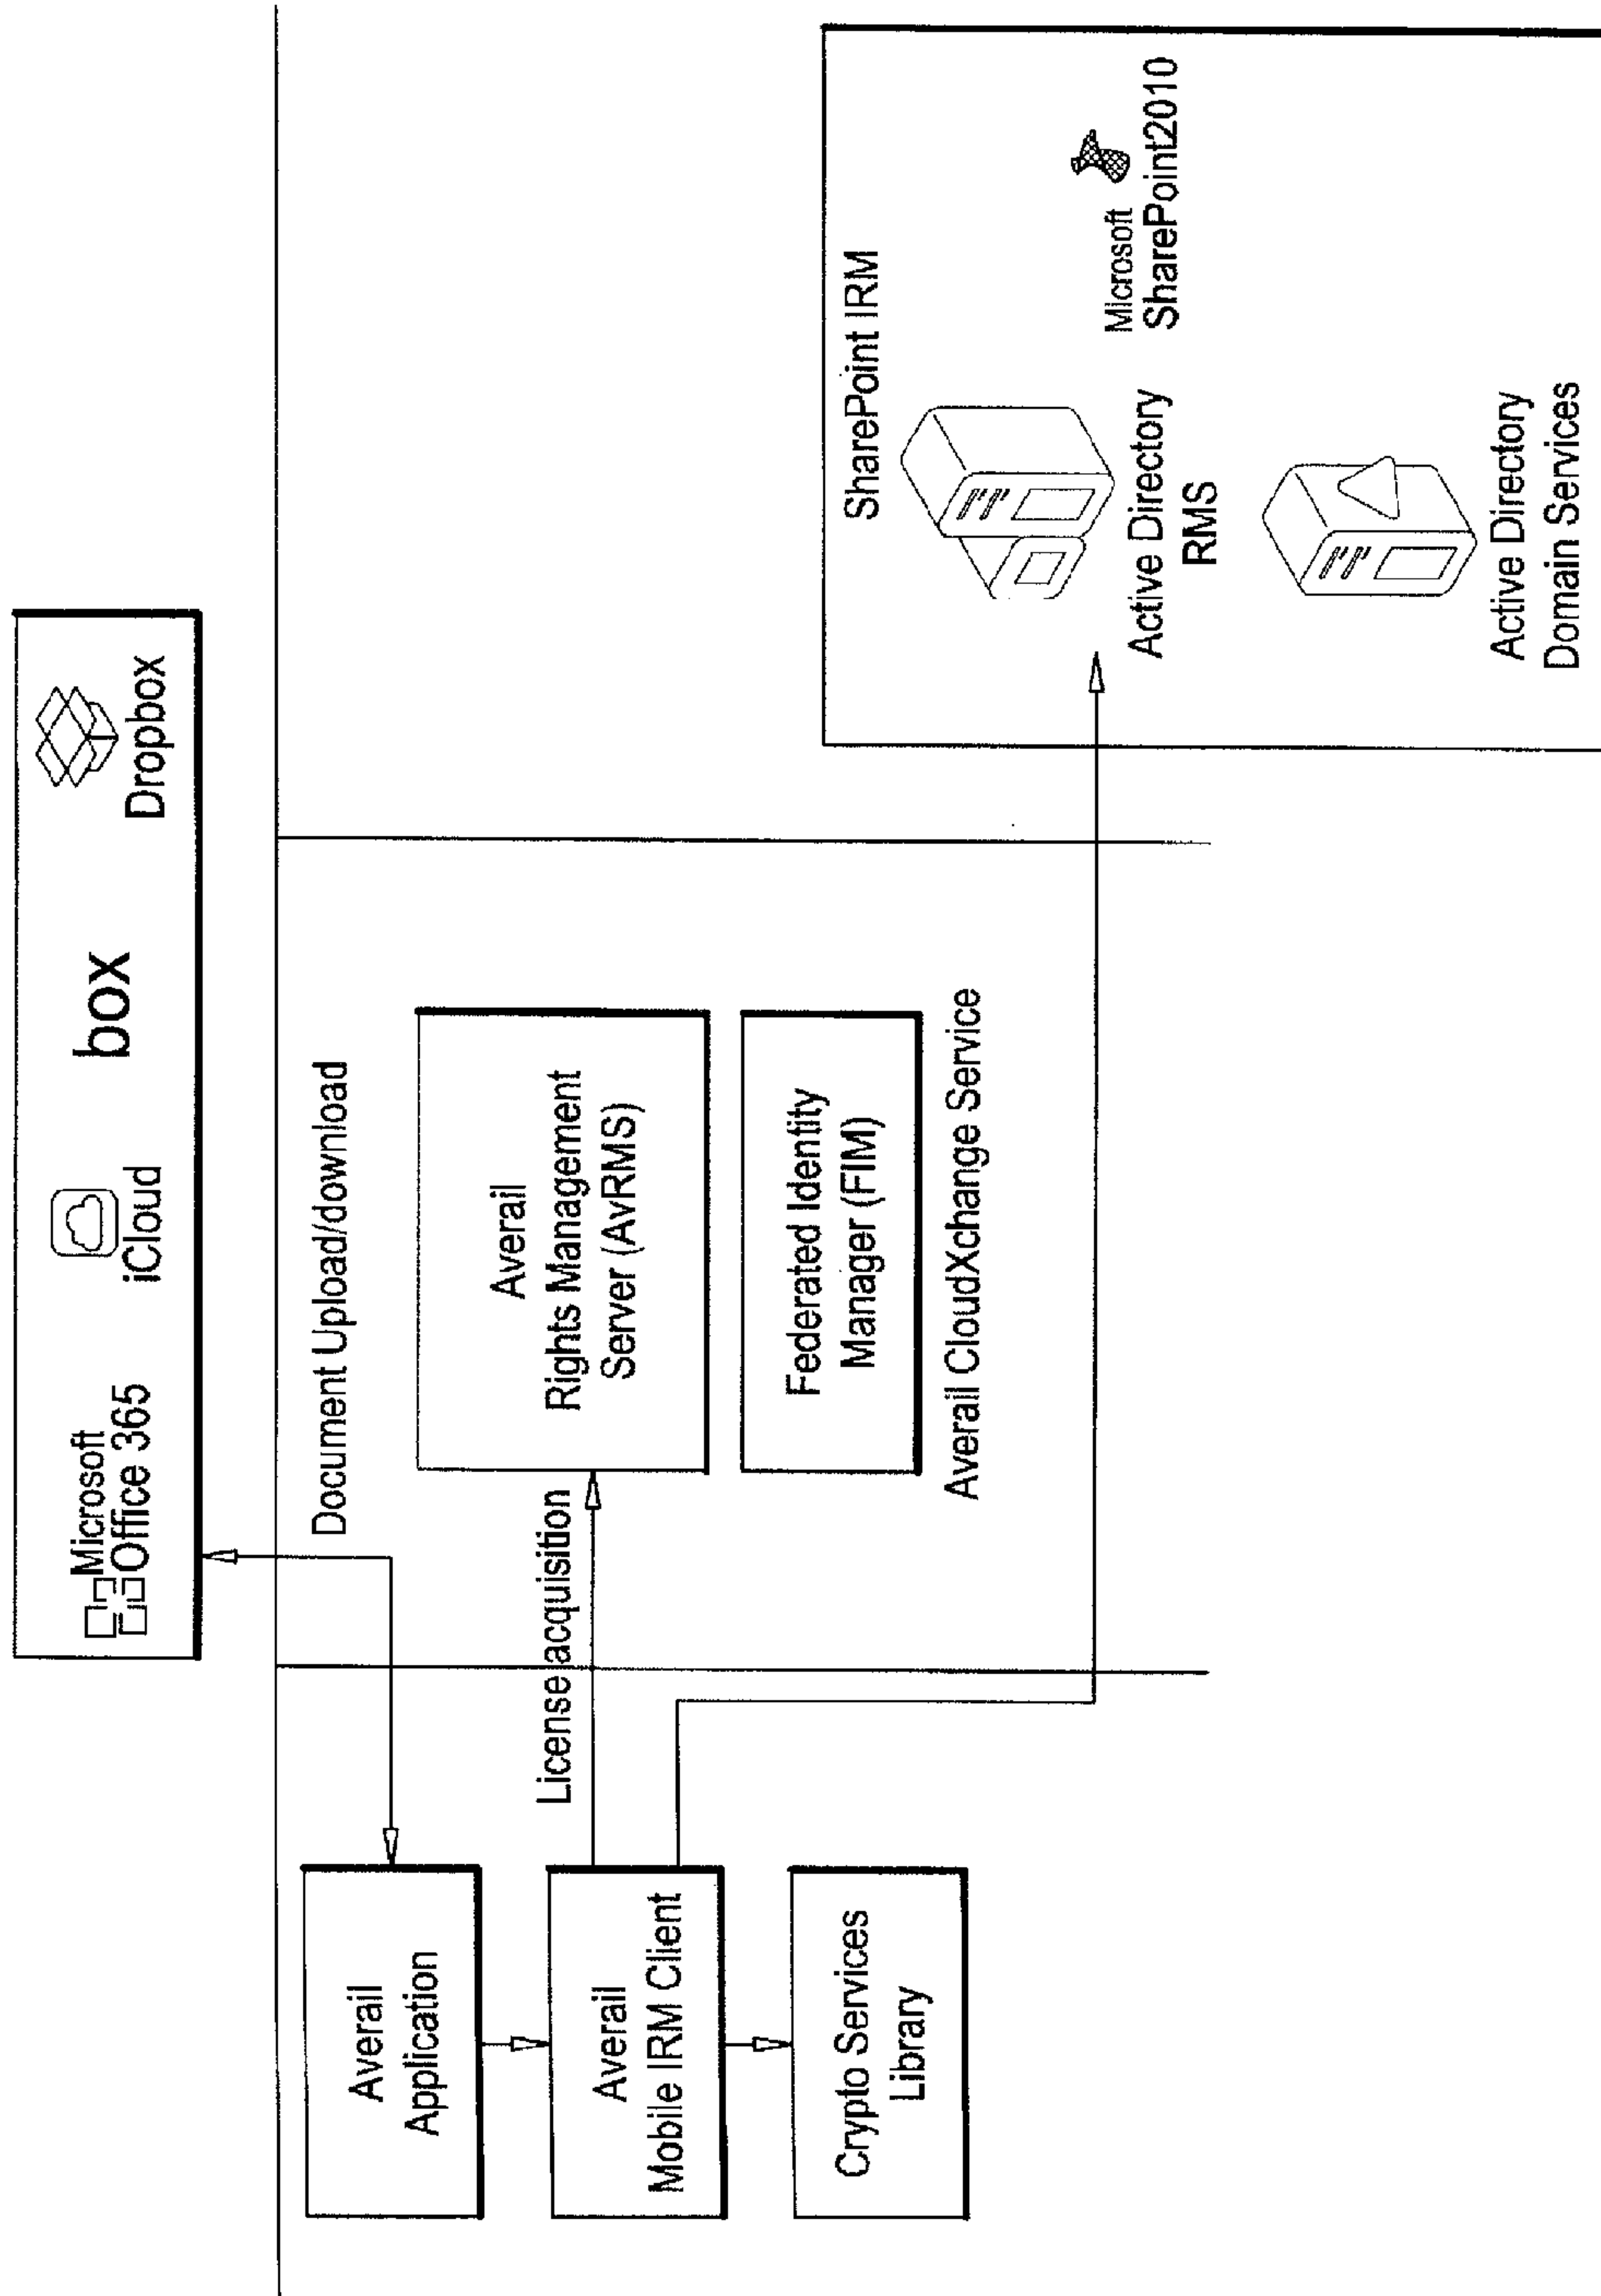 Microsoft
Office 365
iCloud
box
Dropbox
Document Upload/download
Averail
Application
License acquisition
Averail
Mobile IRM Client
Crypto Services
Library
Averail
Rights Management
Server (AvRMS)
Federated Identity
Manager (FIM)
Averail CloudXchange Service
SharePoint IRM
Active Directory
RMS
Microsoft
SharePoint2010
Active Directory
Domain Services